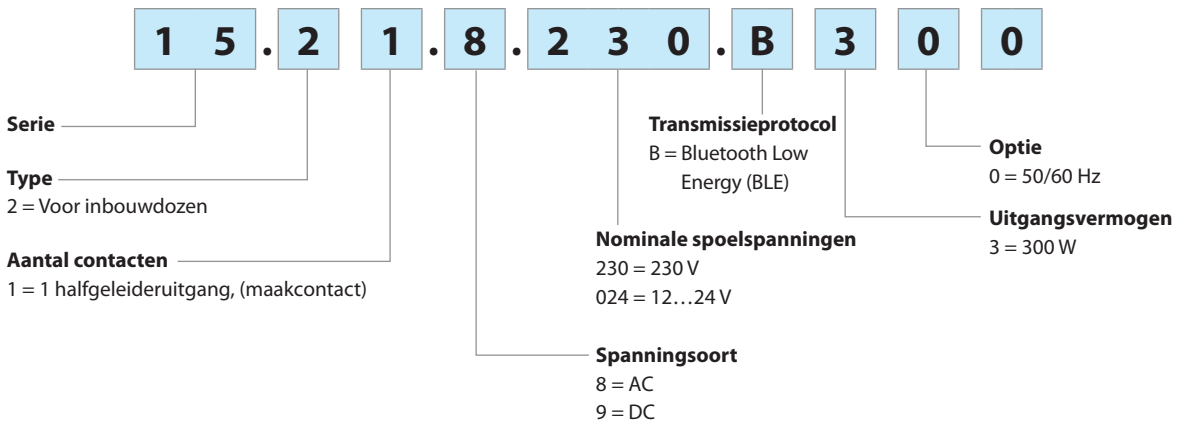 1 5 . 2 1 . 8 . 2 3 0 . B 3 0 0
Serie
Type
2 = Voor inbouwdozen
Aantal contacten
1 = 1 halfgeleideruitgang, (maakcontact)
Transmissieprotocol
B = Bluetooth Low
Energy (BLE)
Nominale spoelspanningen
230 = 230 V
024 = 12…24 V
Spanningsoort
8 = AC
9 = DC
Optie
0 = 50/60 Hz
Uitgangsvermogen
3 = 300 W